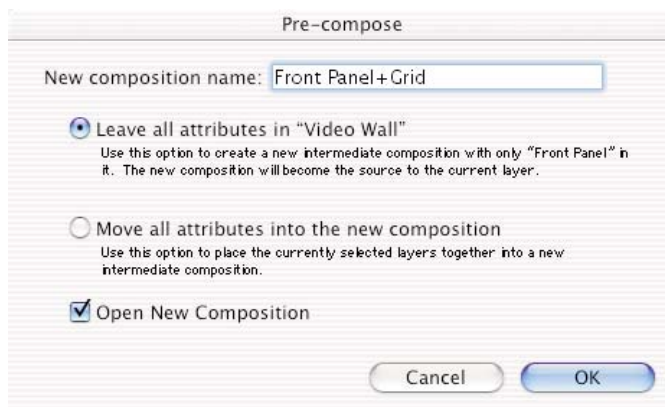 Pre-compose
New composition name: Front Panel+Grid
Leave all attributes in “Video Wall”
Use this option to create a new intermediate composition with only “Front Panel” in
it. The new composition will become the source to the current layer.
Move all attributes into the new composition
Use this option to place the currently selected layers together into a new
intermediate composition.
Open New Composition
Cancel OK